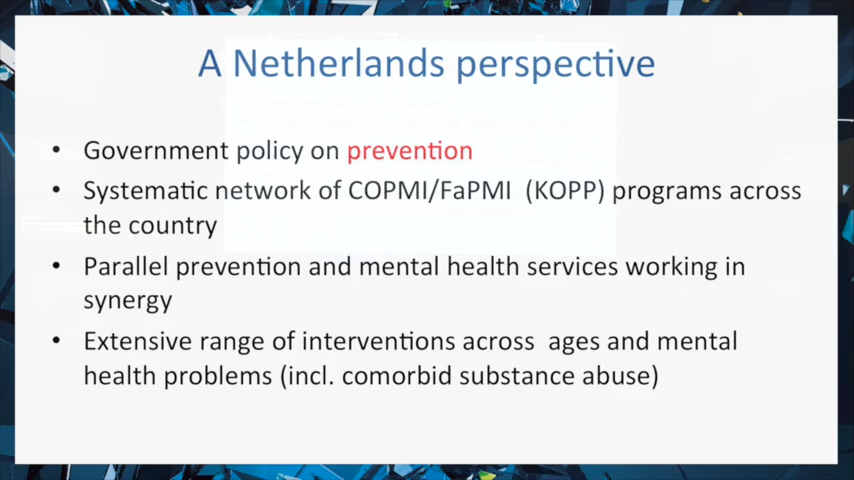 A Netherlands perspective
• Government policy on prevention
• Systematic network of COPMI/FaPMI (KOPP) programs across
the country
• Parallel prevention and mental health services working in
synergy
• Extensive range of interventions across ages and mental
health problems (incl. comorbid substance abuse)